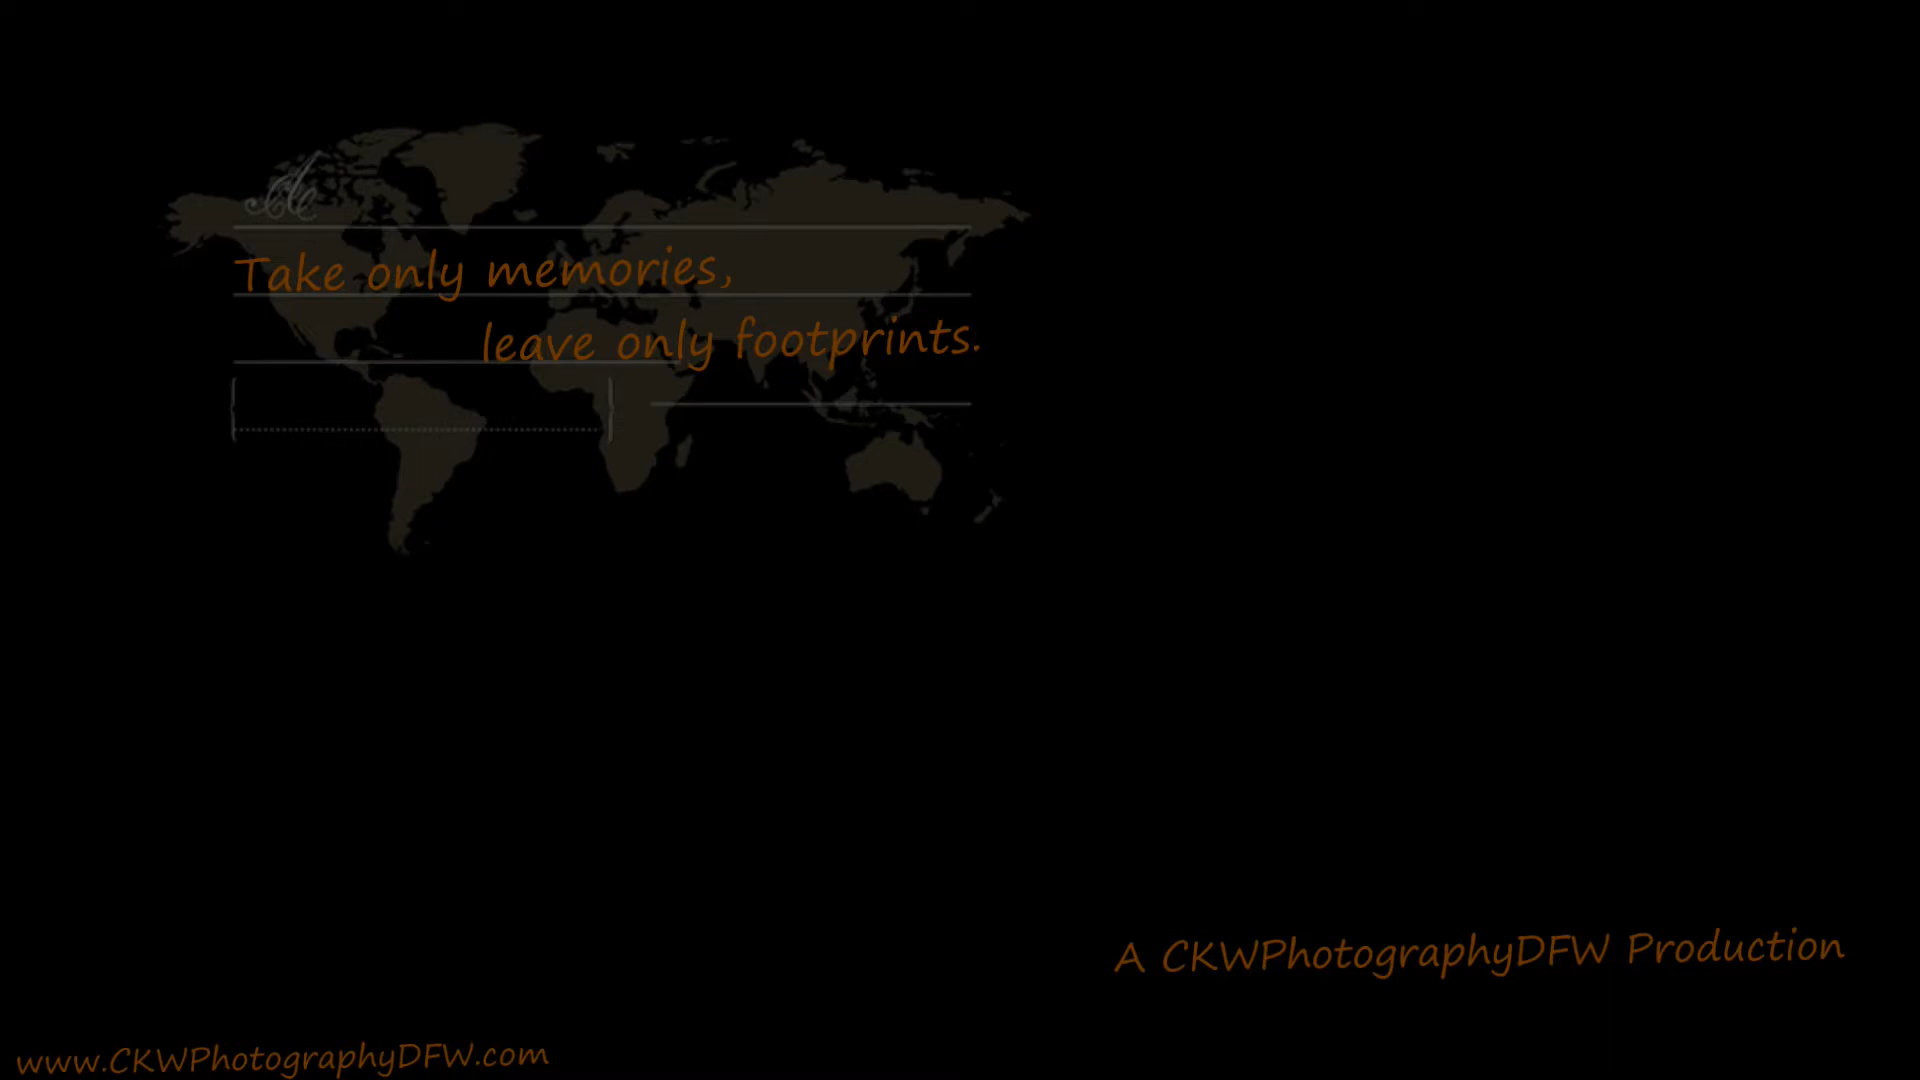 Take only memories,
leave only footprints.
A CKWPhotographyDFW Production
www.CKWPhotographyDFW.com